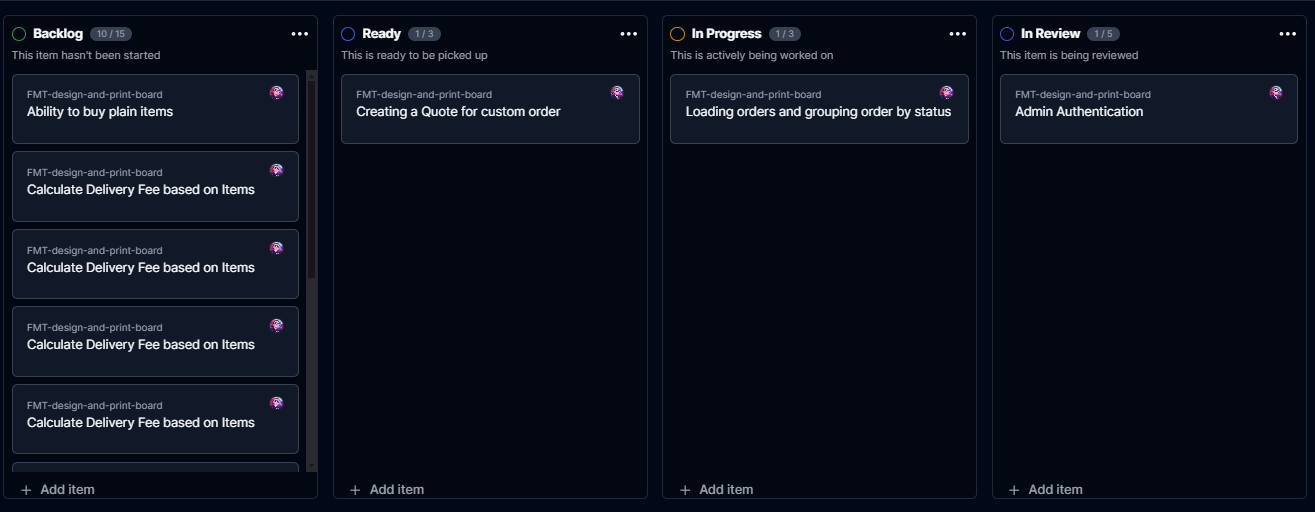 Backlog 10 / 15
This item hasn't been started
FMT-design-and-print-board
Ability to buy plain items
FMT-design-and-print-board
Calculate Delivery Fee based on Items
FMT-design-and-print-board
Calculate Delivery Fee based on Items
FMT-design-and-print-board
Calculate Delivery Fee based on Items
FMT-design-and-print-board
Calculate Delivery Fee based on Items
+ Add item
Ready 1 / 3
This is ready to be picked up
FMT-design-and-print-board
Creating a Quote for custom order
+ Add item
In Progress 1 / 3
This is actively being worked on
FMT-design-and-print-board
Loading orders and grouping order by status
+ Add item
In Review 1 / 5
This item is being reviewed
FMT-design-and-print-board
Admin Authentication
+ Add item